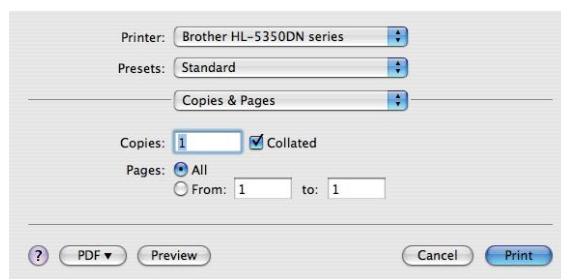 Printer: Brother HL-5350DN series
Presets: Standard
Copies & Pages
Copies: 1 Collated
Pages: All
From: 1 to: 1
? PDF ▼ Preview Cancel Print